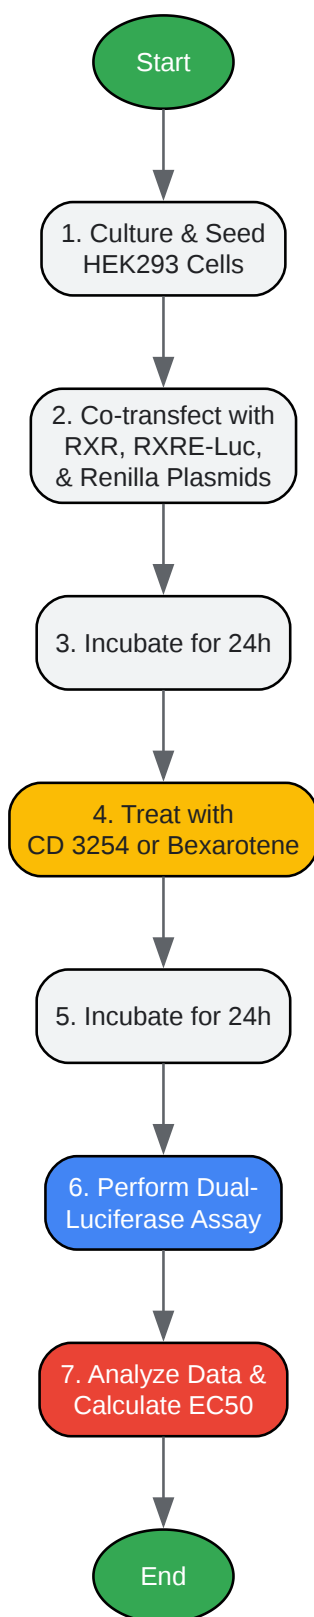 Start
1. Culture & Seed
HEK293 Cells
2. Co-transfect with
RXR, RXRE-Luc,
& Renilla Plasmids
3. Incubate for 24h
4. Treat with
CD 3254 or Bexarotene
5. Incubate for 24h
6. Perform Dual-
Luciferase Assay
7. Analyze Data &
Calculate EC50
End